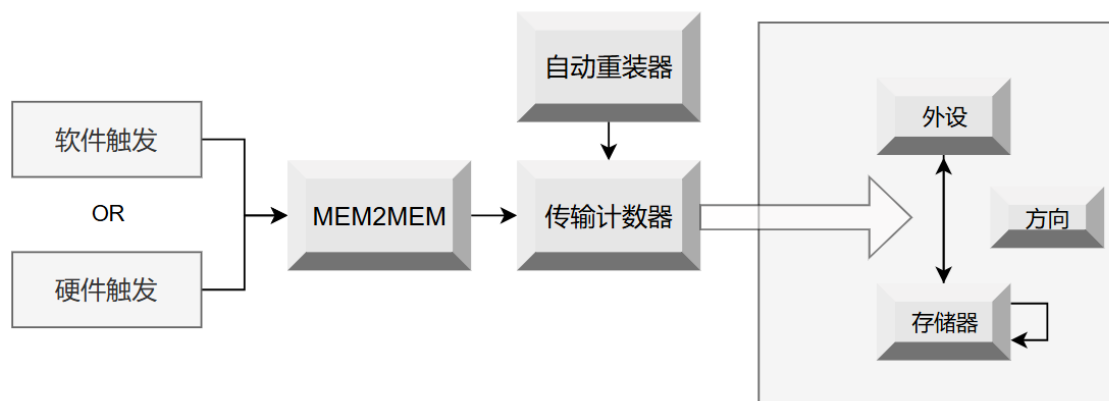 自动重装器
外设
软件触发
OR
MEM2MEM
传输计数器
方向
硬件触发
存储器